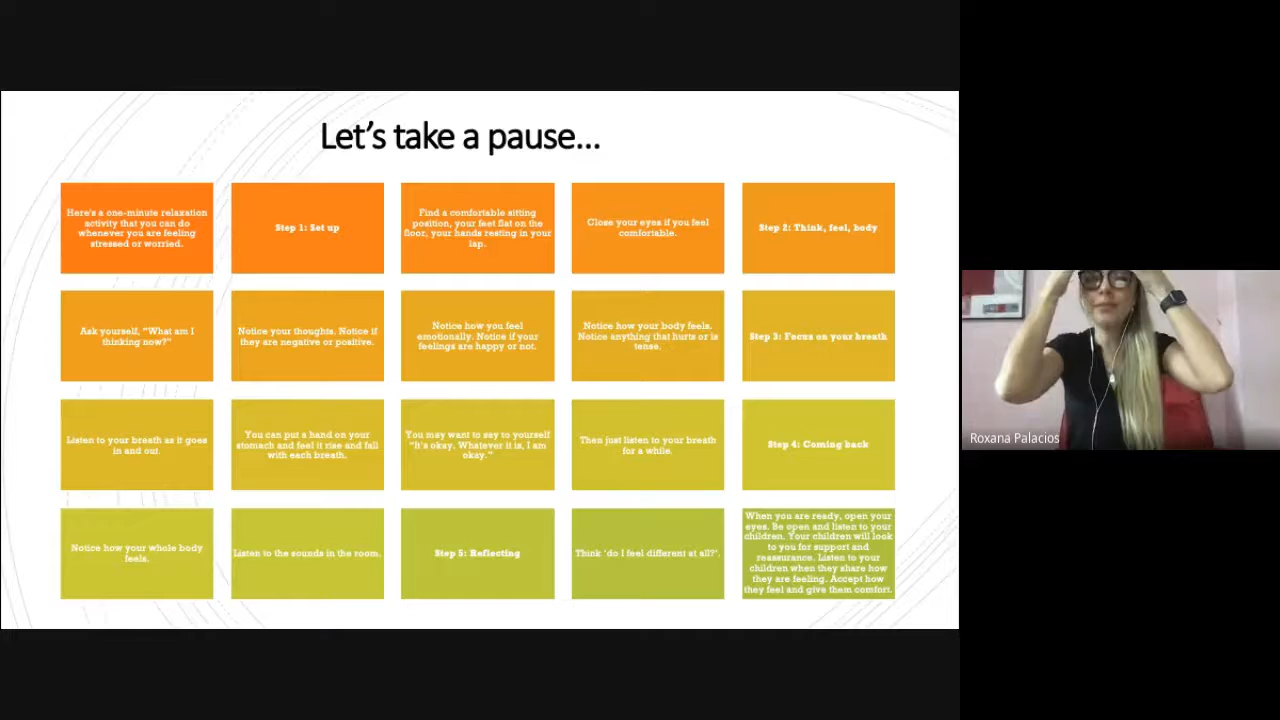 Let's take a pause...
Here's a one-minute relaxation
activity that you can do
whenever you are feeling
stressed or worried.
Step 1: Set up
Find a comfortable sitting
position, your feet flat on the
floor, your hands resting in your
lap.
Close your eyes if you feel
comfortable.
Step 2: Think, feel, body
Ask yourself, "What am I
thinking now?"
Notice your thoughts. Notice if
they are negative or positive.
Notice how you feel
emotionally. Notice if your
feelings are happy or not.
Notice how your body feels.
Notice anything that hurts or is
tense.
Step 3: Focus on your breath
Listen to your breath as it goes
in and out.
You can put a hand on your
stomach and feel it rise and fall
with each breath.
You may want to say to yourself
"It's okay. Whatever it is, I am
okay."
Then just listen to your breath
for a while.
Step 4: Coming back
Notice how your whole body
feels.
Listen to the sounds in the room.
Step 5: Reflecting
Think 'do I feel different at all?'.
When you are ready, open your
eyes. Be open and listen to your
children. Your children will look
to you for support and
reassurance. Listen to your
children when they share how
they are feeling. Accept how
they feel and give them comfort.
Roxana Palacios